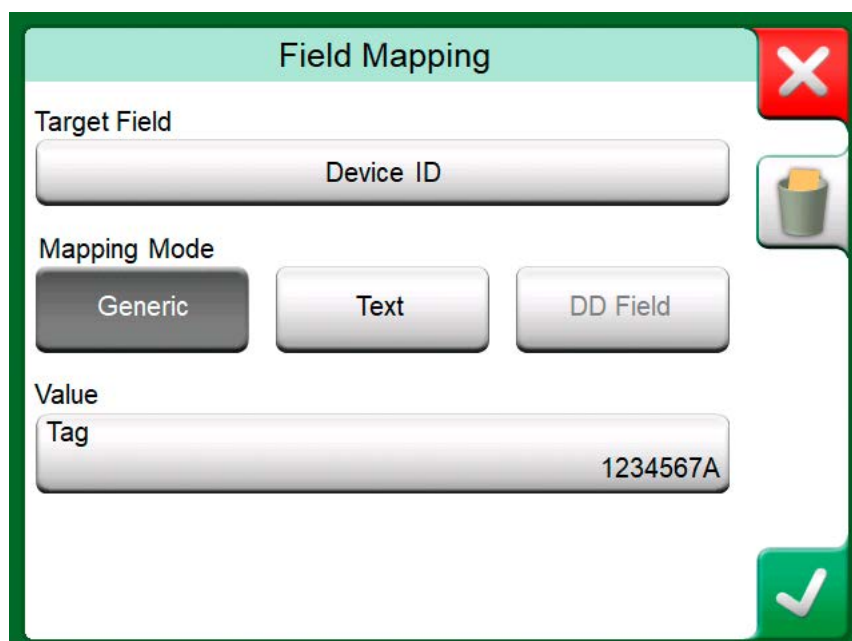 Field Mapping
Target Field
Device ID
Mapping Mode
Generic Text DD Field
Value
Tag
1234567A